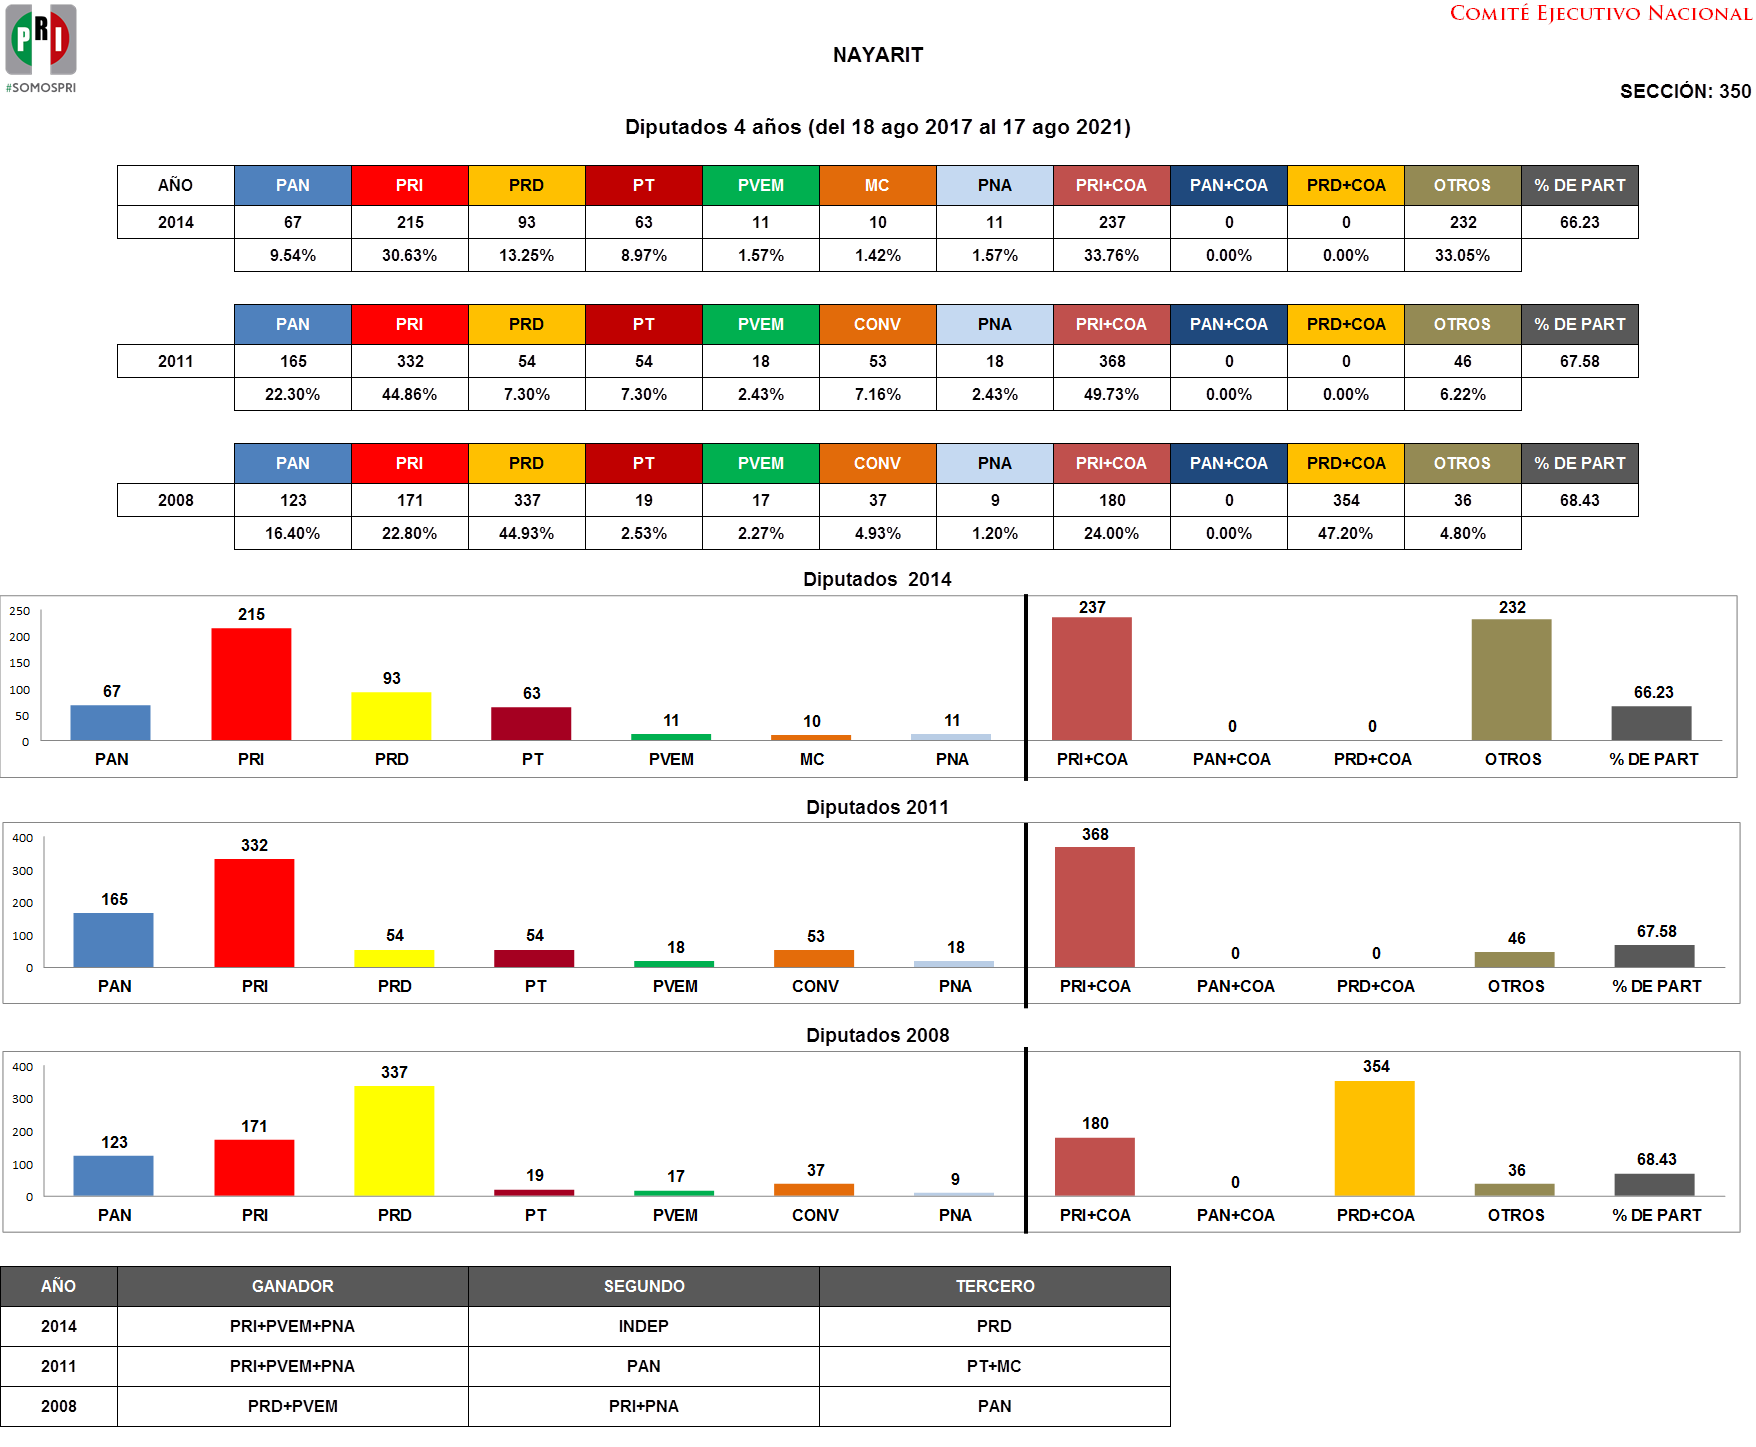 PRI
#SOMOSPRI
COMITÉ EJECUTIVO NACIONAL
NAYARIT
SECCIÓN: 350
Diputados 4 años (del 18 ago 2017 al 17 ago 2021)
AÑO PAN PRI PRD PT PVEM MC PNA PRI+COA PAN+COA PRD+COA OTROS % DE PART
2014 67 215 93 63 11 10 11 237 0 0 232 66.23
9.54% 30.63% 13.25% 8.97% 1.57% 1.42% 1.57% 33.76% 0.00% 0.00% 33.05%
PAN PRI PRD PT PVEM CONV PNA PRI+COA PAN+COA PRD+COA OTROS % DE PART
2011 165 332 54 54 18 53 18 368 0 0 46 67.58
22.30% 44.86% 7.30% 7.30% 2.43% 7.16% 2.43% 49.73% 0.00% 0.00% 6.22%
PAN PRI PRD PT PVEM CONV PNA PRI+COA PAN+COA PRD+COA OTROS % DE PART
2008 123 171 337 19 17 37 9 180 0 354 36 68.43
16.40% 22.80% 44.93% 2.53% 2.27% 4.93% 1.20% 24.00% 0.00% 47.20% 4.80%
Diputados 2014
250
200
150
100
50
0
67 215 93 63 11 10 11 237 0 0 232 66.23
PAN PRI PRD PT PVEM MC PNA PRI+COA PAN+COA PRD+COA OTROS % DE PART
Diputados 2011
400
300
200
100
0
165 332 54 54 18 53 18 368 0 0 46 67.58
PAN PRI PRD PT PVEM CONV PNA PRI+COA PAN+COA PRD+COA OTROS % DE PART
Diputados 2008
400
300
200
100
0
123 171 337 19 17 37 9 180 0 354 36 68.43
PAN PRI PRD PT PVEM CONV PNA PRI+COA PAN+COA PRD+COA OTROS % DE PART
AÑO GANADOR SEGUNDO TERCERO
2014 PRI+PVEM+PNA INDEP PRD
2011 PRI+PVEM+PNA PAN PT+MC
2008 PRD+PVEM PRI+PNA PAN